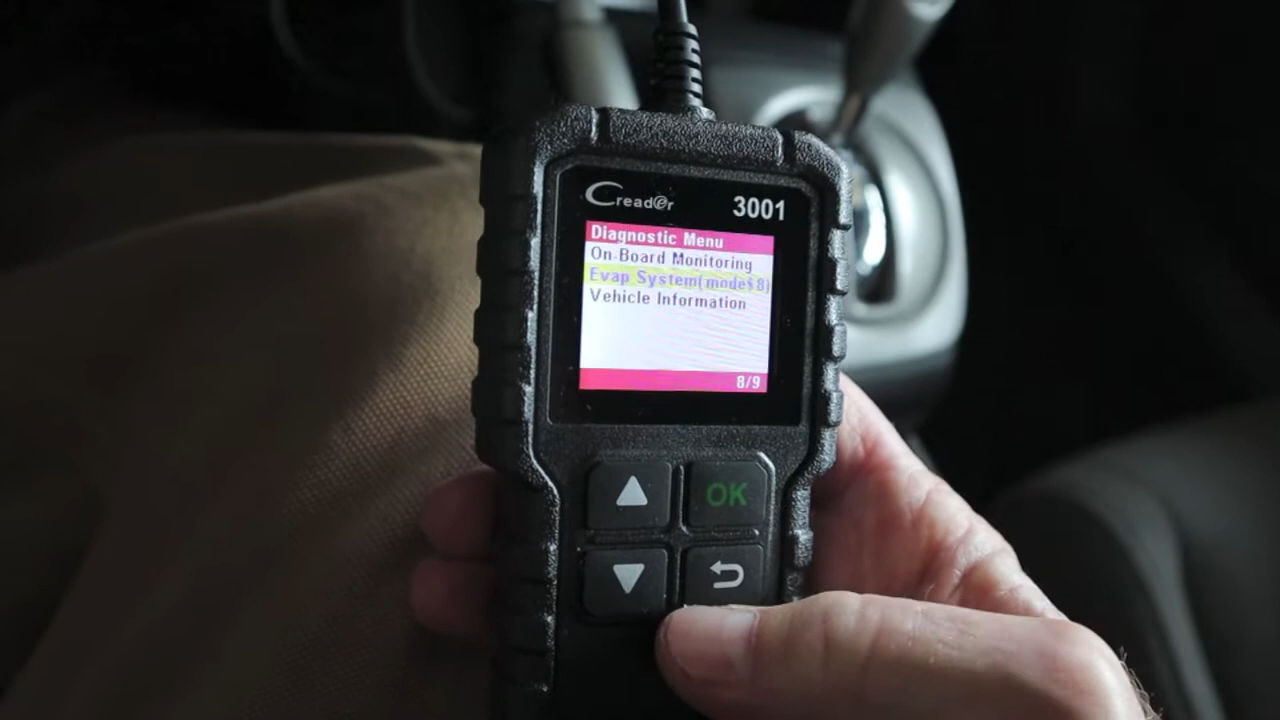 Creader 3001
Diagnostic Menu
On-Board Monitoring
Evap System(mode$8)
Vehicle Information
8/9
OK